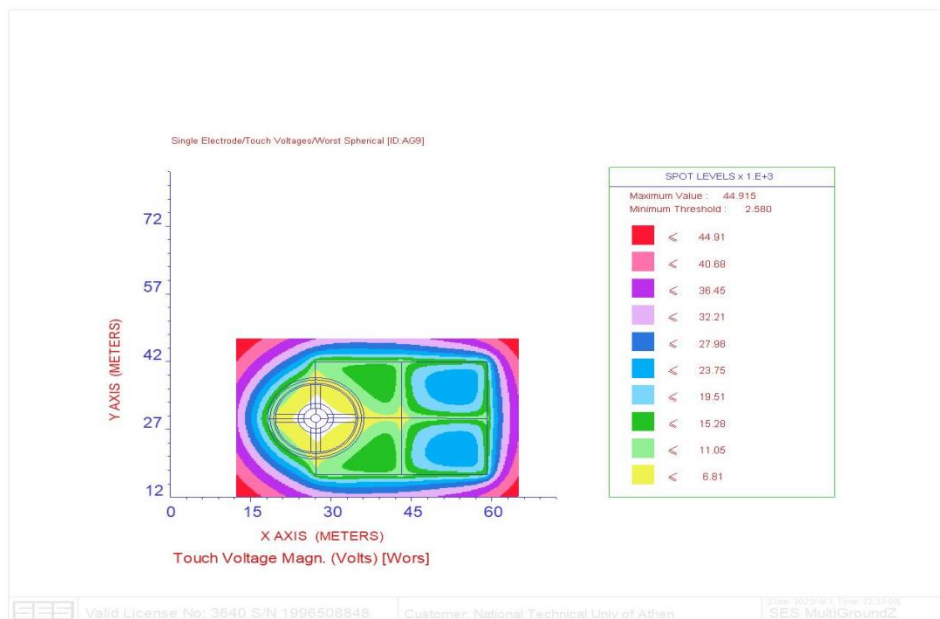 Single Electrode/Touch Voltages/Worst Spherical [ID:AG9]
SPOT LEVELS x 1.E+3
Maximum Value : 44.915
Minimum Threshold : 2.580
⩽ 44.91
⩽ 40.68
⩽ 36.45
⩽ 32.21
⩽ 27.98
⩽ 23.75
⩽ 19.51
⩽ 15.28
⩽ 11.05
⩽ 6.81
Y AXIS (METERS)
72
57
42
27
12
0 15 30 45 60
X AXIS (METERS)
Touch Voltage Magn. (Volts) [Wors]
SES
Valid License No: 3640 S/N 1996508848
Customer: National Technical Univ of Athen
SES MultiGroundZ